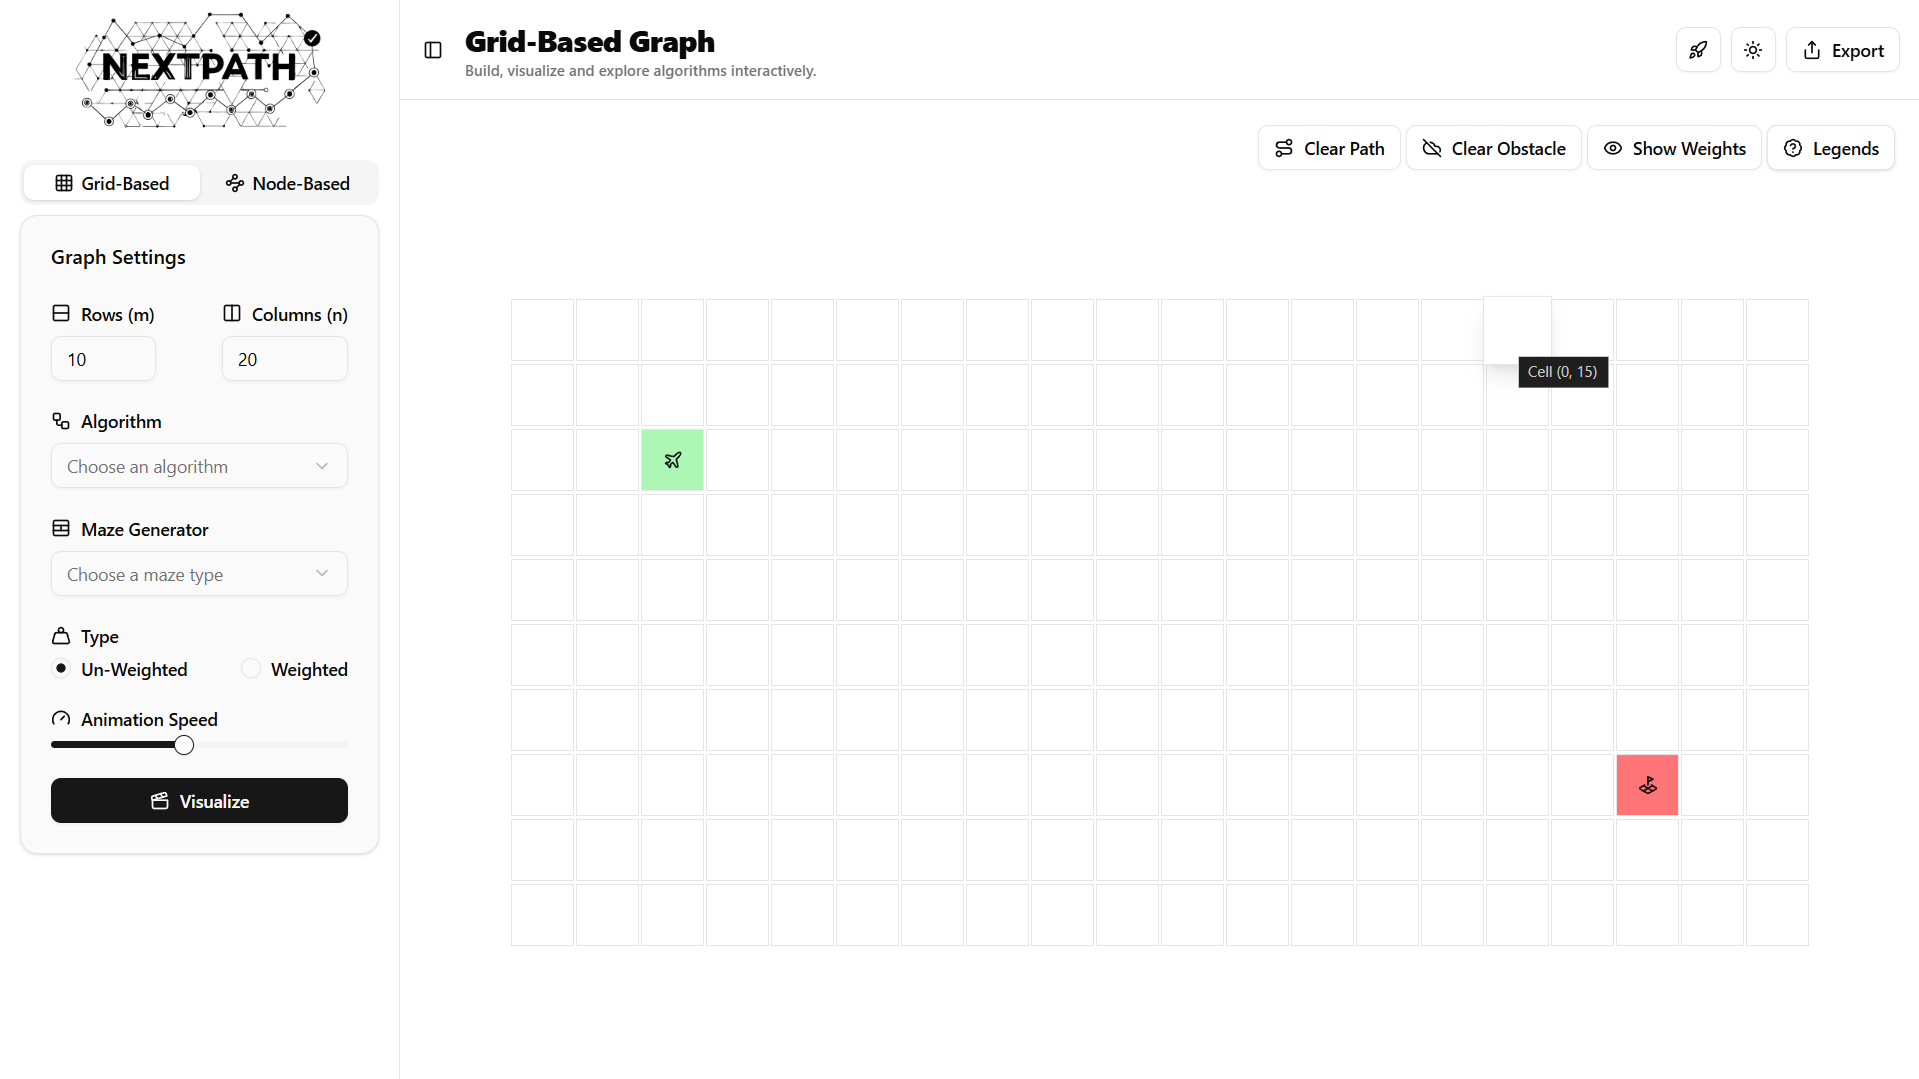 NEXTPATH
Grid-Based
Node-Based
Graph Settings
Rows (m)
Columns (n)
10
20
Algorithm
Choose an algorithm
Maze Generator
Choose a maze type
Type
Un-Weighted
Weighted
Animation Speed
Visualize
Grid-Based Graph
Build, visualize and explore algorithms interactively.
Export
Clear Path
Clear Obstacle
Show Weights
Legends
Cell (0, 15)